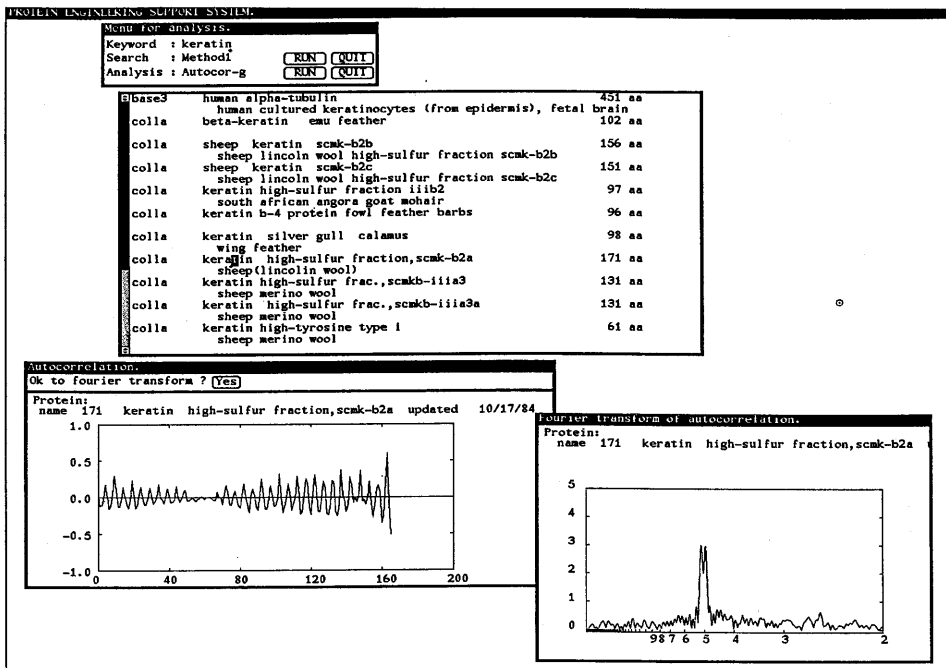 PROTEIN ENGINEERING SUPPORT SYSTEM.
Menu for analysis.
Keyword : keratin
Search : Method1 RUN QUIT
Analysis : Autocor-g RUN QUIT
base3 human alpha-tubulin 451 aa
human cultured keratinocytes (from epidermis), fetal brain
colla beta-keratin emu feather 102 aa
colla sheep keratin scmk-b2b 156 aa
sheep lincoln wool high-sulfur fraction scmk-b2b
colla sheep keratin scmk-b2c 151 aa
sheep lincoln wool high-sulfur fraction scmk-b2c
colla keratin high-sulfur fraction iiib2 97 aa
south african angora goat mohair
colla keratin b-4 protein fowl feather barbs 96 aa
colla keratin silver gull calamus 98 aa
wing feather
colla keratin high-sulfur fraction,scmk-b2a 171 aa
sheep(lincolin wool)
colla keratin high-sulfur frac.,scmkb-iiia3 131 aa
sheep merino wool
colla keratin high-sulfur frac.,scmkb-iiia3a 131 aa
sheep merino wool
colla keratin high-tyrosine type i 61 aa
sheep merino wool
Autocorrelation.
Ok to fourier transform ? Yes
Protein:
name 171 keratin high-sulfur fraction,scmk-b2a updated 10/17/84
1.0
0.5
0.0
-0.5
-1.0
0 40 80 120 160 200
Fourier transform of autocorrelation.
Protein:
name 171 keratin high-sulfur fraction,scmk-b2a
5
4
3
2
1
0
9 8 7 6 5 4 3 2